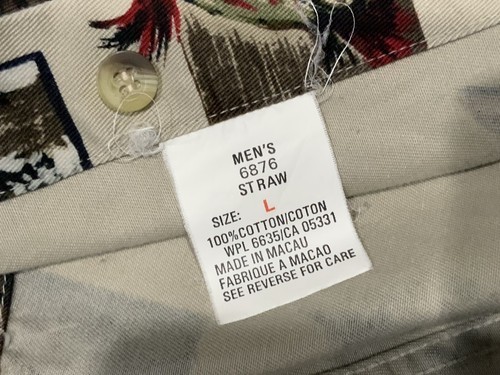 MEN'S
6876
STRAW
SIZE: L
100%COTTON/COTON
WPL 6635/CA 05331
MADE IN MACAU
FABRIQUE A MACAO
SEE REVERSE FOR CARE